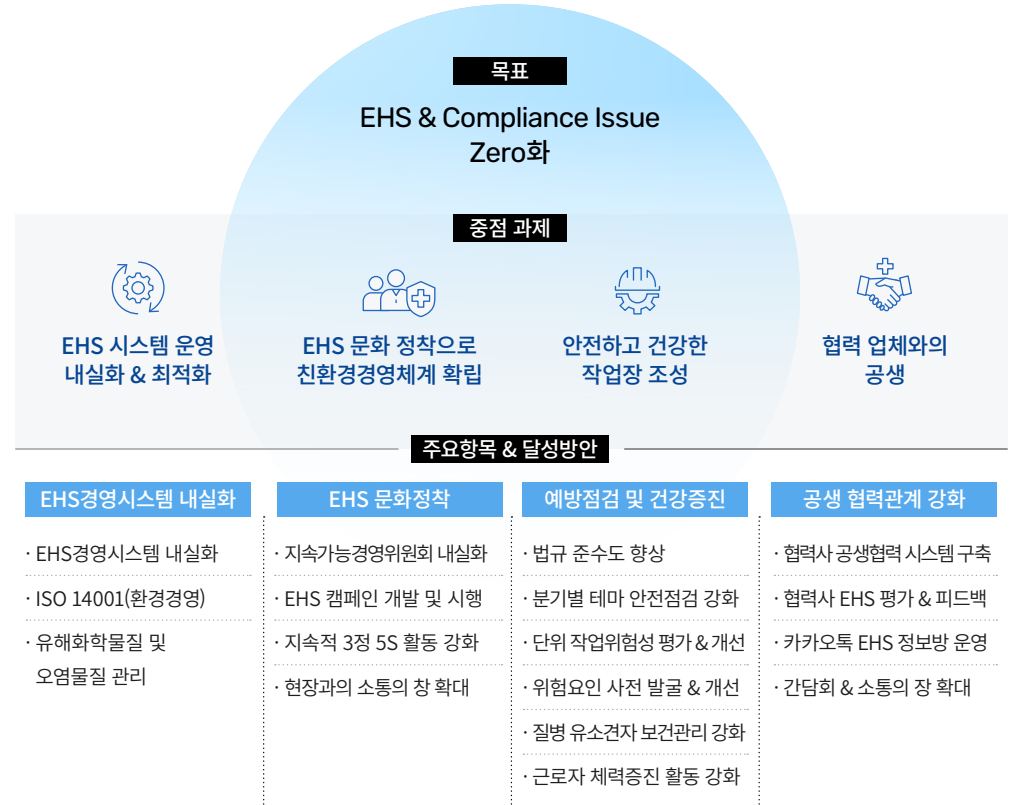 목표
EHS & Compliance Issue
Zero화
중점 과제
EHS 시스템 운영
내실화 & 최적화
EHS 문화 정착으로
친환경경영체계 확립
안전하고 건강한
작업장 조성
협력 업체와의
공생
주요항목 & 달성방안
EHS경영시스템 내실화
· EHS경영시스템 내실화
· ISO 14001(환경경영)
· 유해화학물질 및
오염물질 관리
EHS 문화정착
· 지속가능경영위원회 내실화
· EHS 캠페인 개발 및 시행
· 지속적 3정 5S 활동 강화
· 현장과의 소통의 창 확대
예방점검 및 건강증진
· 법규 준수도 향상
· 분기별 테마 안전점검 강화
· 단위 작업위험성 평가 & 개선
· 위험요인 사전 발굴 & 개선
· 질병 유소견자 보건관리 강화
· 근로자 체력증진 활동 강화
공생 협력관계 강화
· 협력사 공생협력 시스템 구축
· 협력사 EHS 평가 & 피드백
· 카카오톡 EHS 정보방 운영
· 간담회 & 소통의 장 확대